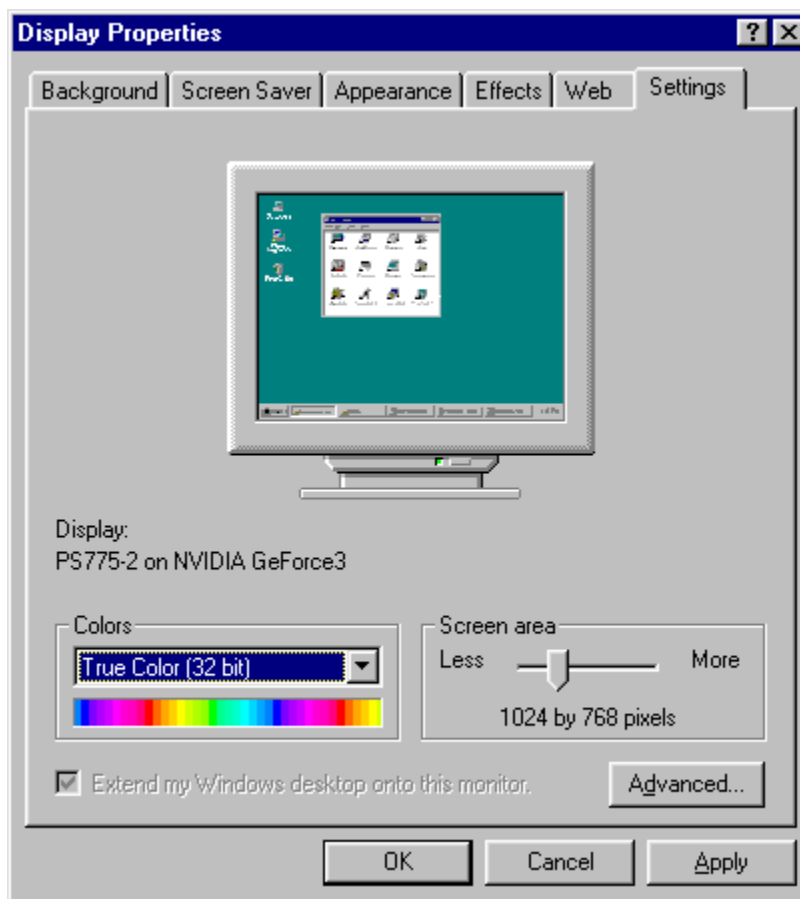 Display Properties
Background Screen Saver Appearance Effects Web Settings
Display:
PS775-2 on NVIDIA GeForce3
Colors
True Color (32 bit)
Screen area
Less More
1024 by 768 pixels
Extend my Windows desktop onto this monitor.
Advanced...
OK Cancel Apply